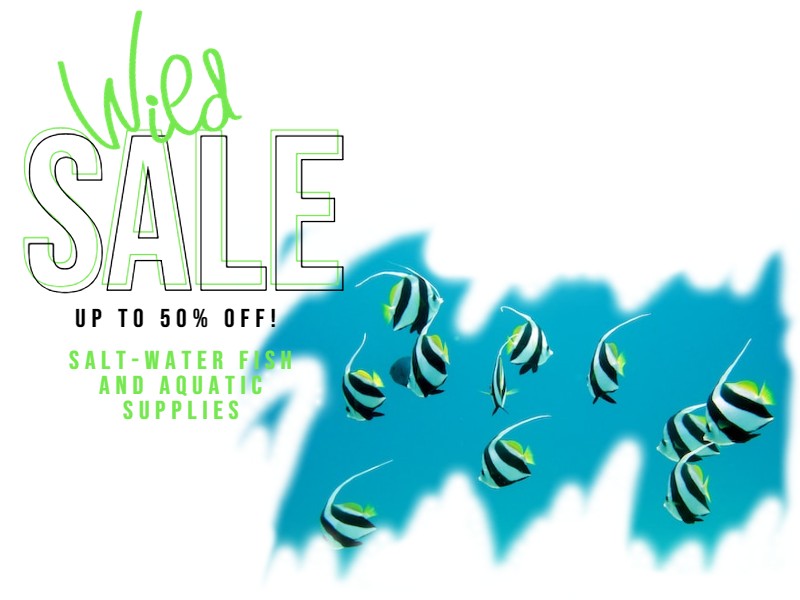 Wild
SALE
UP TO 50% OFF!
SALT-WATER FISH
AND AQUATIC
SUPPLIES